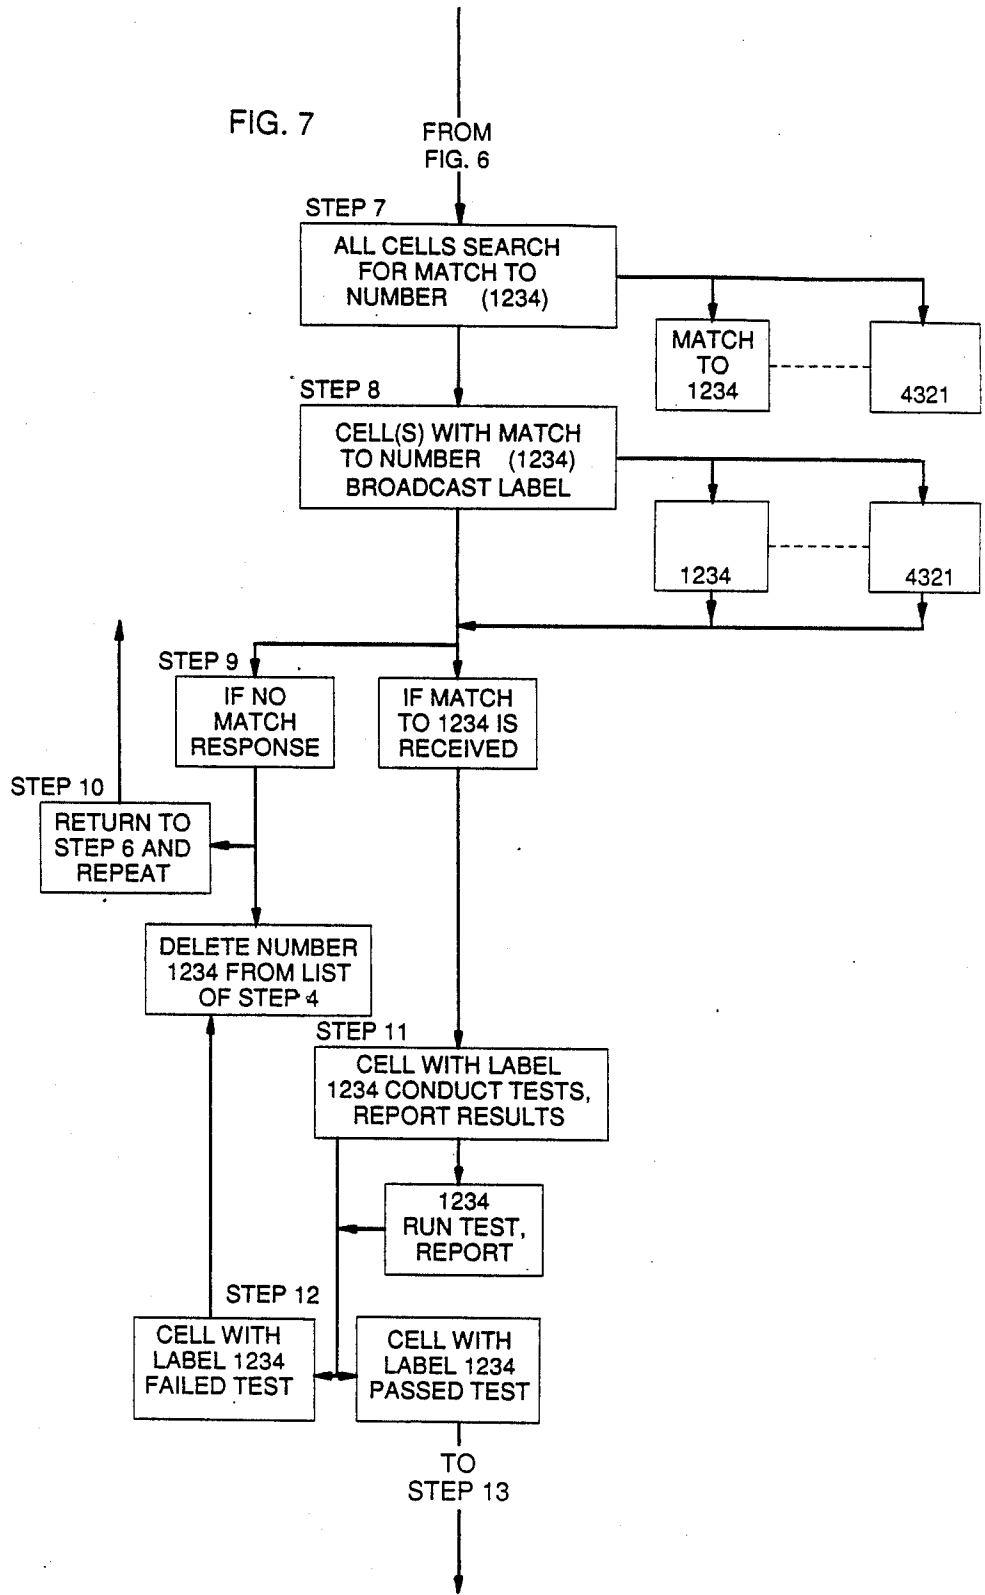 FIG. 7
FROM
FIG. 6
STEP 7
ALL CELLS SEARCH
FOR MATCH TO
NUMBER (1234)
MATCH
TO
1234
4321
STEP 8
CELL(S) WITH MATCH
TO NUMBER (1234)
BROADCAST LABEL
1234
4321
STEP 9
IF NO
MATCH
RESPONSE
IF MATCH
TO 1234 IS
RECEIVED
STEP 10
RETURN TO
STEP 6 AND
REPEAT
DELETE NUMBER
1234 FROM LIST
OF STEP 4
STEP 11
CELL WITH LABEL
1234 CONDUCT TESTS,
REPORT RESULTS
1234
RUN TEST,
REPORT
STEP 12
CELL WITH
LABEL 1234
FAILED TEST
CELL WITH
LABEL 1234
PASSED TEST
TO
STEP 13